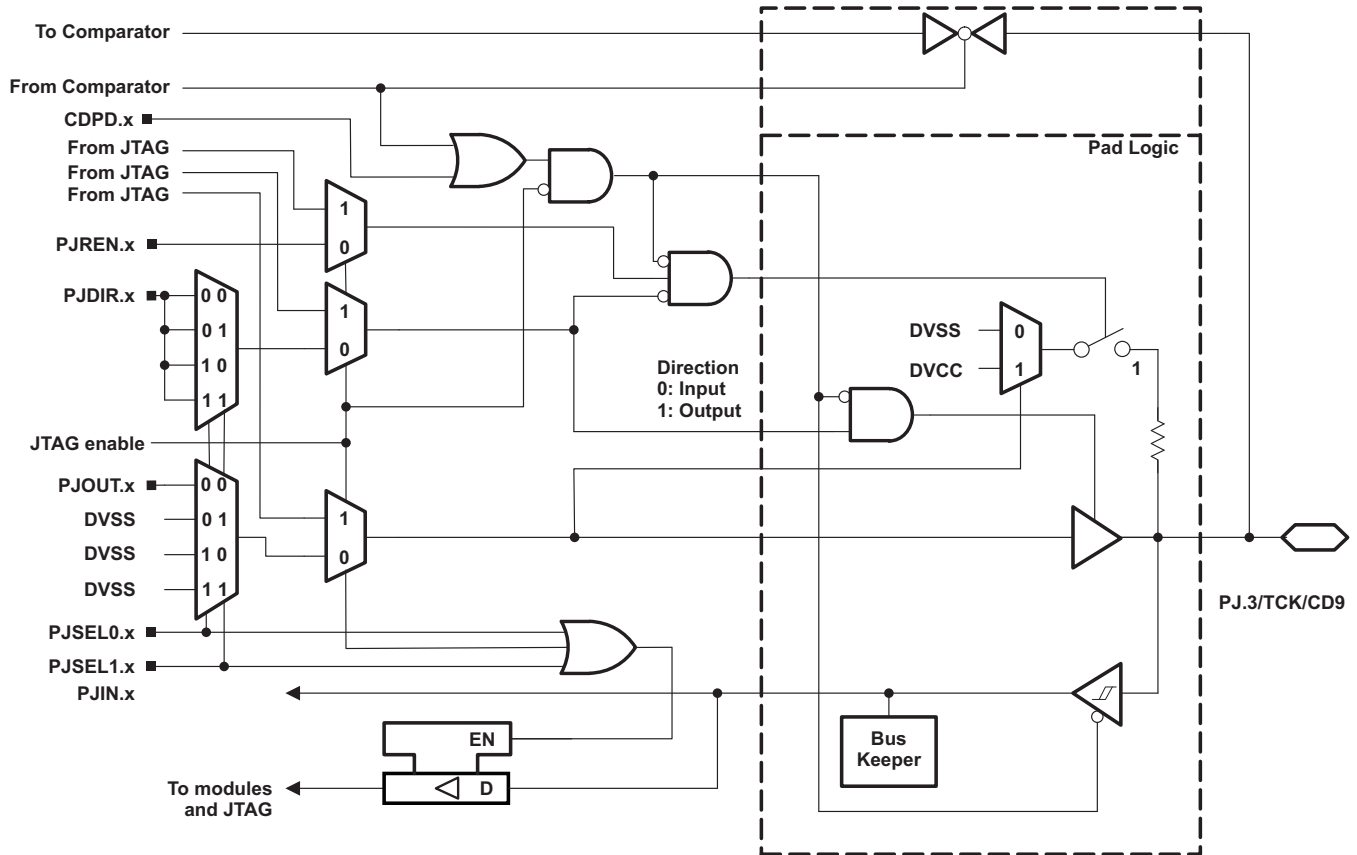 To Comparator
From Comparator
CDPD.x
From JTAG
From JTAG
From JTAG
Pad Logic
1
PJREN.x
0
PJDIR.x
0 0
1
0 1
DVSS
0
0
1 0
Direction
0: Input
1: Output
DVCC
1
1
1 1
JTAG enable
PJOUT.x
0 0
DVSS
0 1
1
DVSS
1 0
0
DVSS
1 1
PJ.3/TCK/CD9
PJSEL0.x
PJSEL1.x
PJIN.x
EN
Bus
Keeper
To modules
and JTAG
D